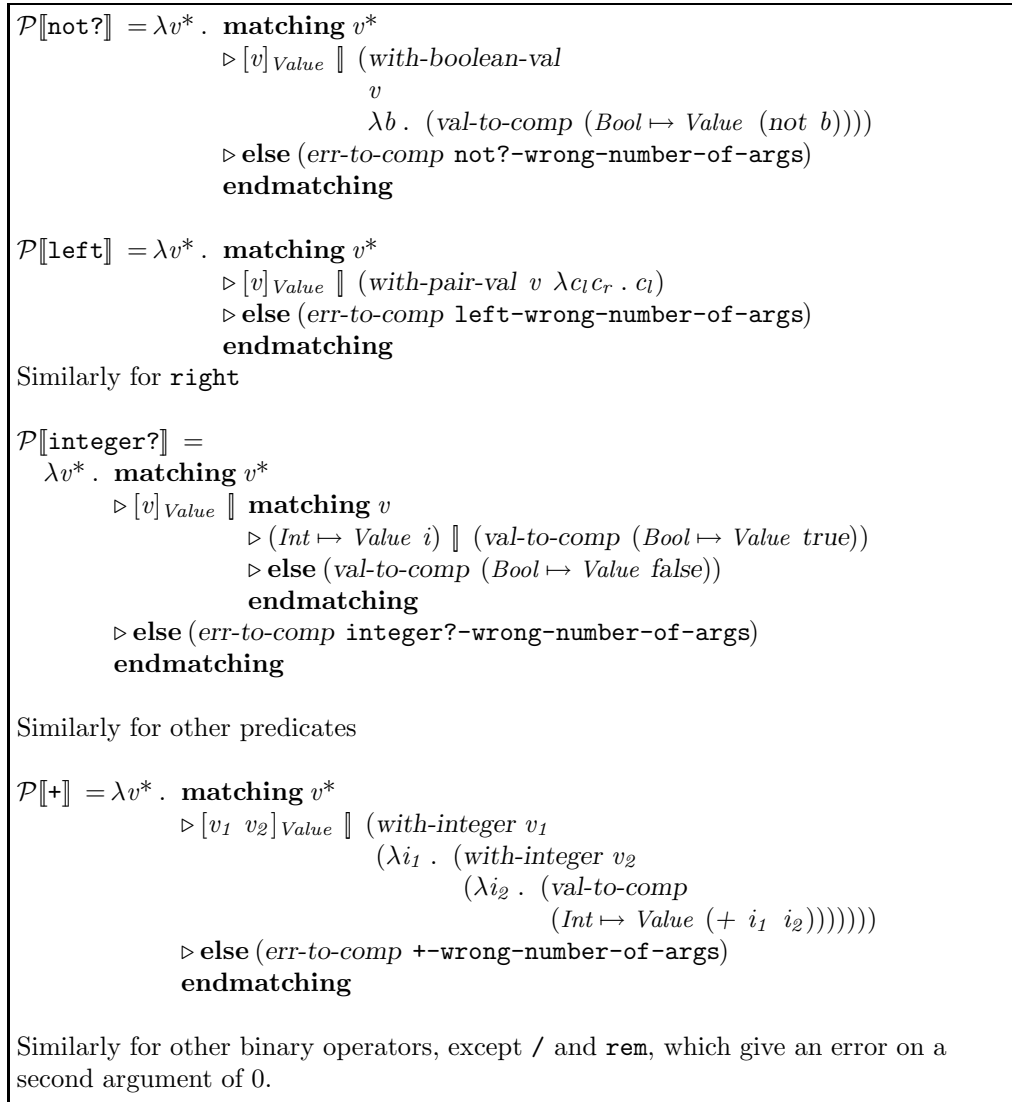 𝒫⟦not?⟧ = λv* . matching v*
▹ [v]Value ⫿ (with-boolean-val
v
λb . (val-to-comp (Bool ↦ Value (not b))))
▹ else (err-to-comp not?-wrong-number-of-args)
endmatching
𝒫⟦left⟧ = λv* . matching v*
▹ [v]Value ⫿ (with-pair-val v λcₗcᵣ . cₗ)
▹ else (err-to-comp left-wrong-number-of-args)
endmatching
Similarly for right
𝒫⟦integer?⟧ =
λv* . matching v*
▹ [v]Value ⫿ matching v
▹ (Int ↦ Value i) ⫿ (val-to-comp (Bool ↦ Value true))
▹ else (val-to-comp (Bool ↦ Value false))
endmatching
▹ else (err-to-comp integer?-wrong-number-of-args)
endmatching
Similarly for other predicates
𝒫⟦+⟧ = λv* . matching v*
▹ [v₁ v₂]Value ⫿ (with-integer v₁
(λi₁ . (with-integer v₂
(λi₂ . (val-to-comp
(Int ↦ Value (+ i₁ i₂)))))))
▹ else (err-to-comp +-wrong-number-of-args)
endmatching
Similarly for other binary operators, except / and rem, which give an error on a
second argument of 0.